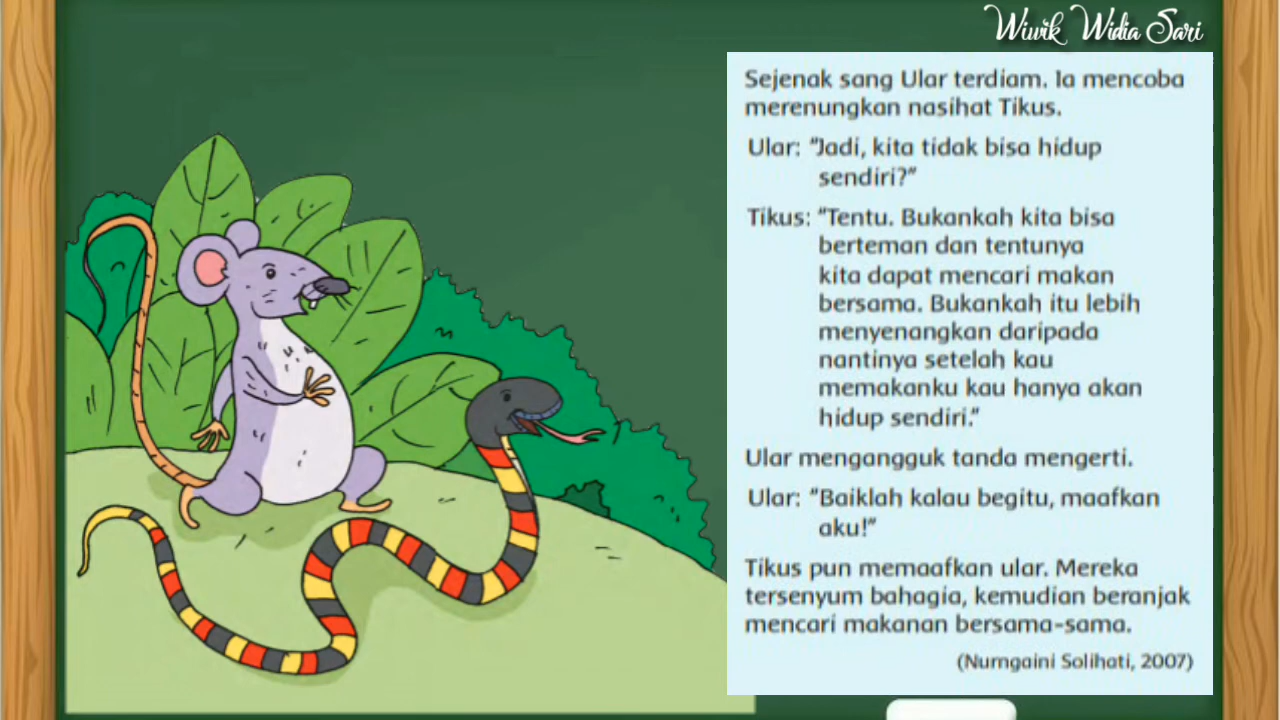 Wiwik Widia Sari
Sejenak sang Ular terdiam. Ia mencoba
merenungkan nasihat Tikus.
Ular: "Jadi, kita tidak bisa hidup
sendiri?"
Tikus: "Tentu. Bukankah kita bisa
berteman dan tentunya
kita dapat mencari makan
bersama. Bukankah itu lebih
menyenangkan daripada
nantinya setelah kau
memakanku kau hanya akan
hidup sendiri."
Ular mengangguk tanda mengerti.
Ular: "Baiklah kalau begitu, maafkan
aku!"
Tikus pun memaafkan ular. Mereka
tersenyum bahagia, kemudian beranjak
mencari makanan bersama-sama.
(Nurngaini Solihati, 2007)